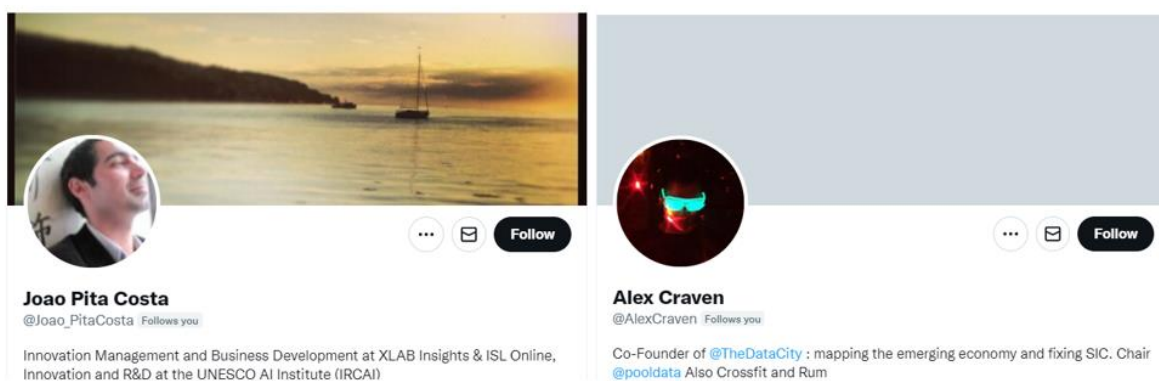 Follow
Joao Pita Costa
@Joao_PitaCosta Follows you
Innovation Management and Business Development at XLAB Insights & ISL Online,
Innovation and R&D at the UNESCO AI Institute (IRCAI)
Follow
Alex Craven
@AlexCraven Follows you
Co-Founder of @TheDataCity : mapping the emerging economy and fixing SIC. Chair
@pooldata Also Crossfit and Rum